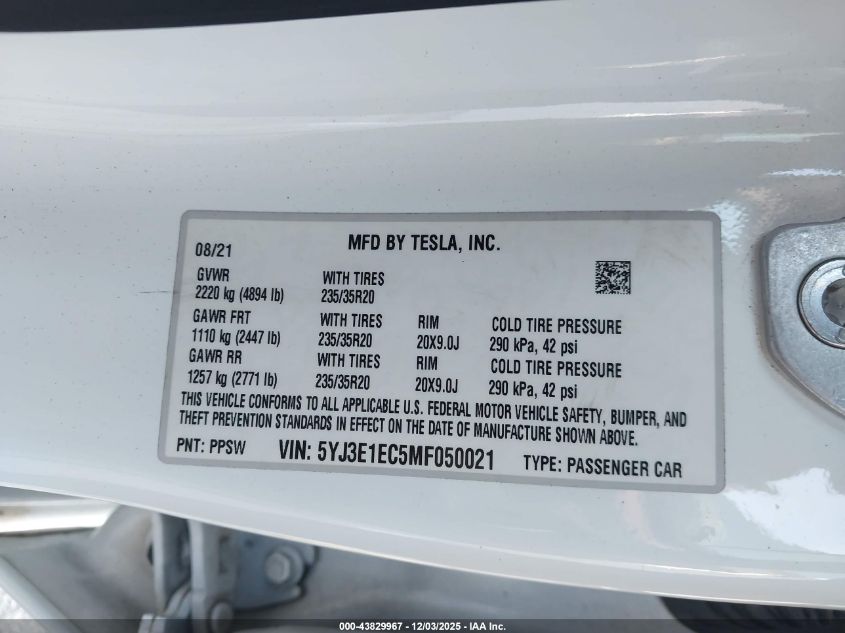 MFD BY TESLA, INC.
08/21
GVWR WITH TIRES
2220 kg (4894 lb) 235/35R20
GAWR FRT WITH TIRES RIM COLD TIRE PRESSURE
1110 kg (2447 lb) 235/35R20 20X9.0J 290 kPa, 42 psi
GAWR RR WITH TIRES RIM COLD TIRE PRESSURE
1257 kg (2771 lb) 235/35R20 20X9.0J 290 kPa, 42 psi
THIS VEHICLE CONFORMS TO ALL APPLICABLE U.S. FEDERAL MOTOR VEHICLE SAFETY, BUMPER, AND
THEFT PREVENTION STANDARDS IN EFFECT ON THE DATE OF MANUFACTURE SHOWN ABOVE.
PNT: PPSW VIN: 5YJ3E1EC5MF050021 TYPE: PASSENGER CAR
000-43829967 - 12/03/2025 - IAA Inc.